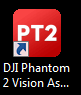 PT2
DJI Phantom
2 Vision As...